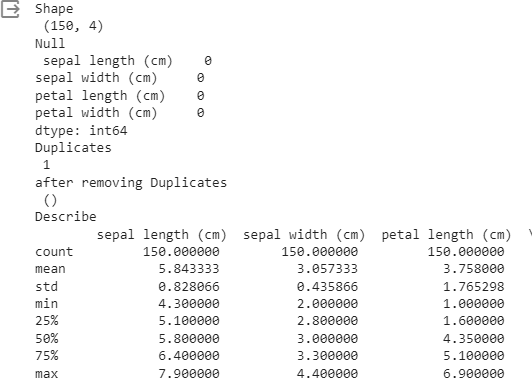 Shape
(150, 4)
Null
sepal length (cm)    0
sepal width (cm)     0
petal length (cm)    0
petal width (cm)     0
dtype: int64
Duplicates
1
after removing Duplicates
()
Describe
sepal length (cm)  sepal width (cm)  petal length (cm)  \
count         150.000000        150.000000         150.000000
mean            5.843333          3.057333           3.758000
std             0.828066          0.435866           1.765298
min             4.300000          2.000000           1.000000
25%             5.100000          2.800000           1.600000
50%             5.800000          3.000000           4.350000
75%             6.400000          3.300000           5.100000
max             7.900000          4.400000           6.900000